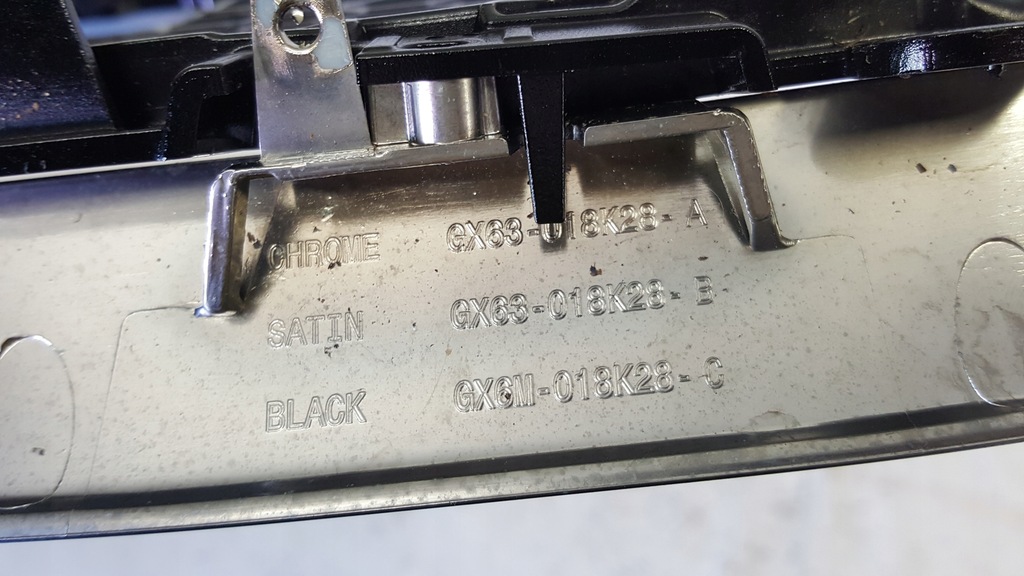 CHROME GX63-018K28-A
SATIN GX63-018K28-B
BLACK GX6M-018K28-C